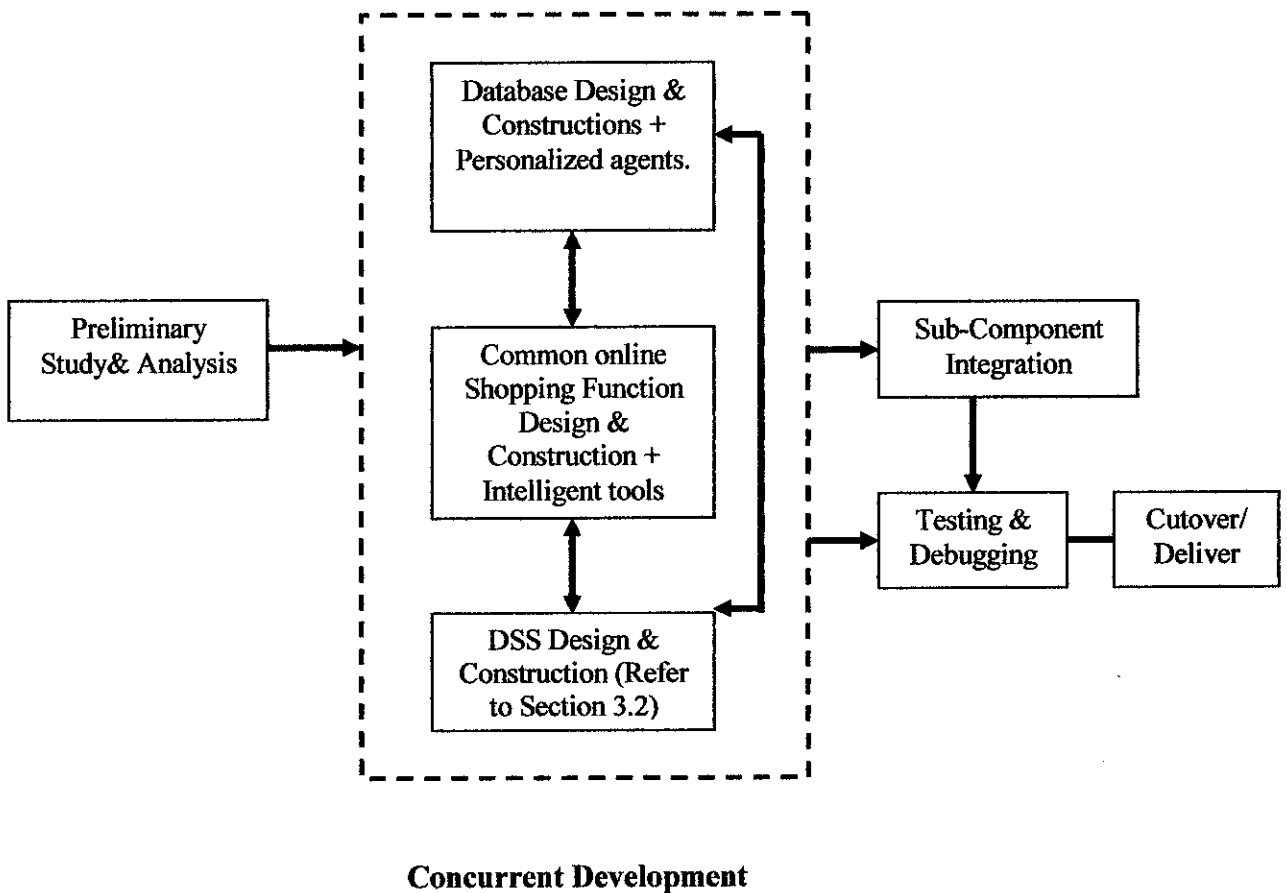 Preliminary
Study& Analysis
Database Design &
Constructions +
Personalized agents.
Common online
Shopping Function
Design &
Construction +
Intelligent tools
DSS Design &
Construction (Refer
to Section 3.2)
Sub-Component
Integration
Testing &
Debugging
Cutover/
Deliver
Concurrent Development